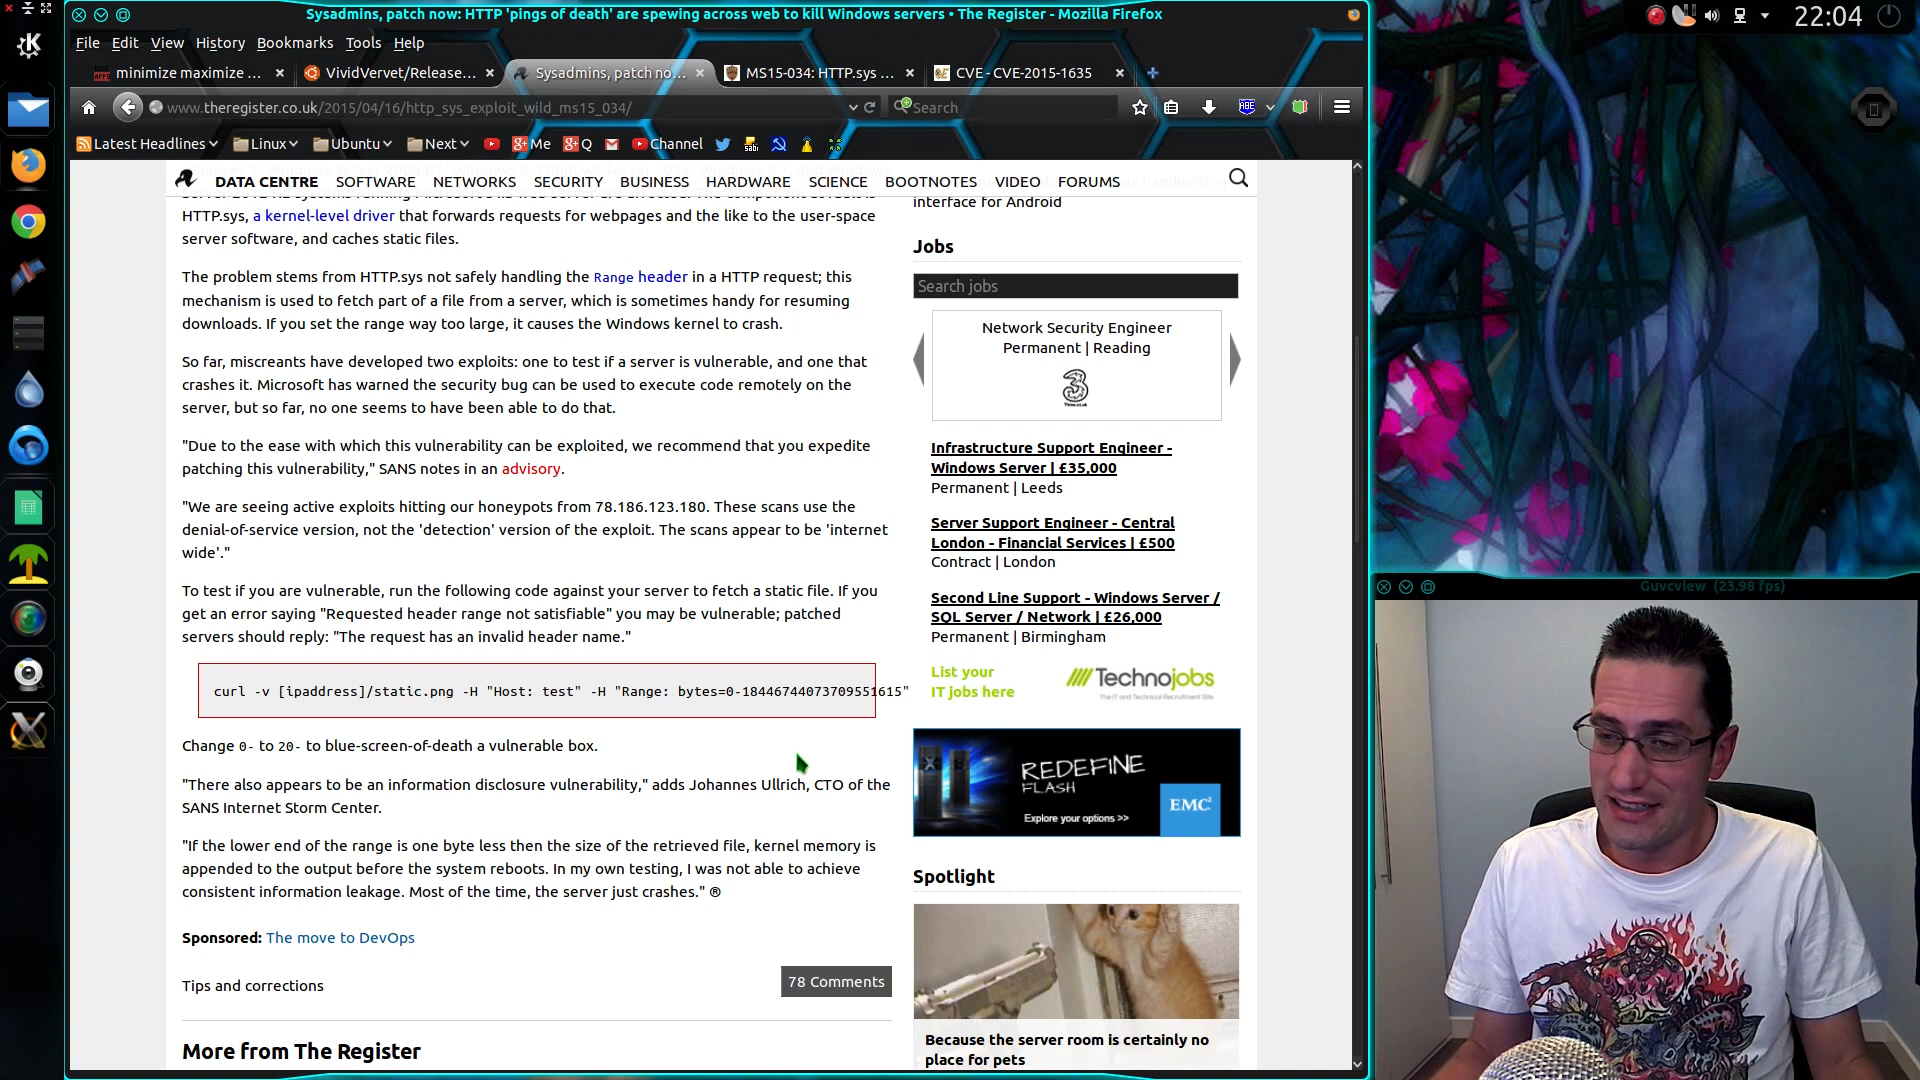 Sysadmins, patch now: HTTP 'pings of death' are spewing across web to kill Windows servers • The Register - Mozilla Firefox
22:04
File Edit View History Bookmarks Tools Help
minimize maximize ... VividVervet/Release... Sysadmins, patch no... MS15-034: HTTP.sys ... CVE - CVE-2015-1635
www.theregister.co.uk/2015/04/16/http_sys_exploit_wild_ms15_034/
Search
Latest Headlines Linux Ubuntu Next Me Q Channel
DATA CENTRE SOFTWARE NETWORKS SECURITY BUSINESS HARDWARE SCIENCE BOOTNOTES VIDEO FORUMS
HTTP.sys, a kernel-level driver that forwards requests for webpages and the like to the user-space
server software, and caches static files.
The problem stems from HTTP.sys not safely handling the Range header in a HTTP request; this
mechanism is used to fetch part of a file from a server, which is sometimes handy for resuming
downloads. If you set the range way too large, it causes the Windows kernel to crash.
So far, miscreants have developed two exploits: one to test if a server is vulnerable, and one that
crashes it. Microsoft has warned the security bug can be used to execute code remotely on the
server, but so far, no one seems to have been able to do that.
"Due to the ease with which this vulnerability can be exploited, we recommend that you expedite
patching this vulnerability," SANS notes in an advisory.
"We are seeing active exploits hitting our honeypots from 78.186.123.180. These scans use the
denial-of-service version, not the 'detection' version of the exploit. The scans appear to be 'internet
wide'."
To test if you are vulnerable, run the following code against your server to fetch a static file. If you
get an error saying "Requested header range not satisfiable" you may be vulnerable; patched
servers should reply: "The request has an invalid header name."
curl -v [ipaddress]/static.png -H "Host: test" -H "Range: bytes=0-18446744073709551615"
Change 0- to 20- to blue-screen-of-death a vulnerable box.
"There also appears to be an information disclosure vulnerability," adds Johannes Ullrich, CTO of the
SANS Internet Storm Center.
"If the lower end of the range is one byte less then the size of the retrieved file, kernel memory is
appended to the output before the system reboots. In my own testing, I was not able to achieve
consistent information leakage. Most of the time, the server just crashes." ®
Sponsored: The move to DevOps
Tips and corrections
78 Comments
More from The Register
interface for Android
Jobs
Search jobs
Network Security Engineer
Permanent | Reading
3
Three.co.uk
Infrastructure Support Engineer -
Windows Server | £35,000
Permanent | Leeds
Server Support Engineer - Central
London - Financial Services | £500
Contract | London
Second Line Support - Windows Server /
SQL Server / Network | £26,000
Permanent | Birmingham
List your
IT jobs here
Technojobs
The IT and Technical Recruitment Site
REDEFINE
FLASH
EMC²
Explore your options >>
Spotlight
Because the server room is certainly no
place for pets
Guvcview (23.98 fps)